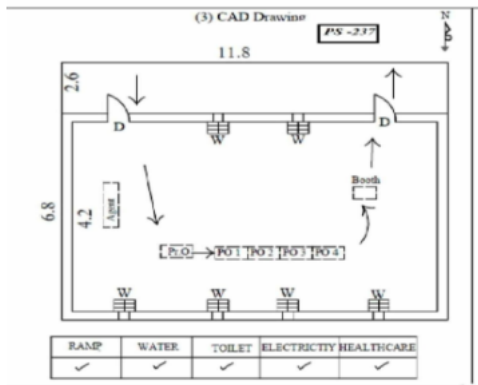 (3) CAD Drawing
N
PS -237
11.8
2.6
D
W
W
D
6.8
4.2
Agent
Booth
Pr.O
PO 1
PO 2
PO 3
PO 4
W
W
W
W
RAMP WATER TOILET ELECTRICTIY HEALTHCARE
✓ ✓ ✓ ✓ ✓